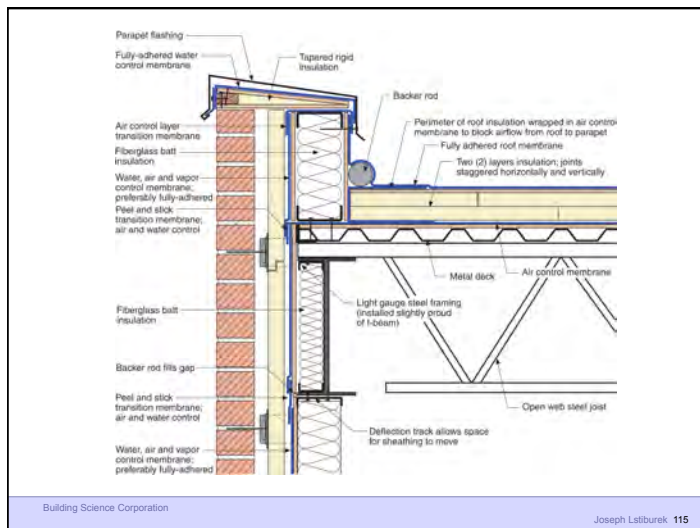 Parapet flashing
Fully-adhered water
control membrane
Tapered rigid
insulation
Backer rod
Air control layer
transition membrane
Perimeter of roof insulation wrapped in air control
membrane to block airflow from roof to parapet
Fully adhered roof membrane
Fiberglass batt
insulation
Two (2) layers insulation; joints
staggered horizontally and vertically
Water, air and vapor
control membrane;
preferably fully-adhered
Peel and stick
transition membrane;
air and water control
Air control membrane
Metal deck
Fiberglass batt
insulation
Light gauge steel framing
(installed slightly proud
of I-beam)
Backer rod fills gap
Peel and stick
transition membrane;
air and water control
Open web steel joist
Deflection track allows space
for sheathing to move
Water, air and vapor
control membrane;
preferably fully-adhered
Building Science Corporation
Joseph Lstiburek 115